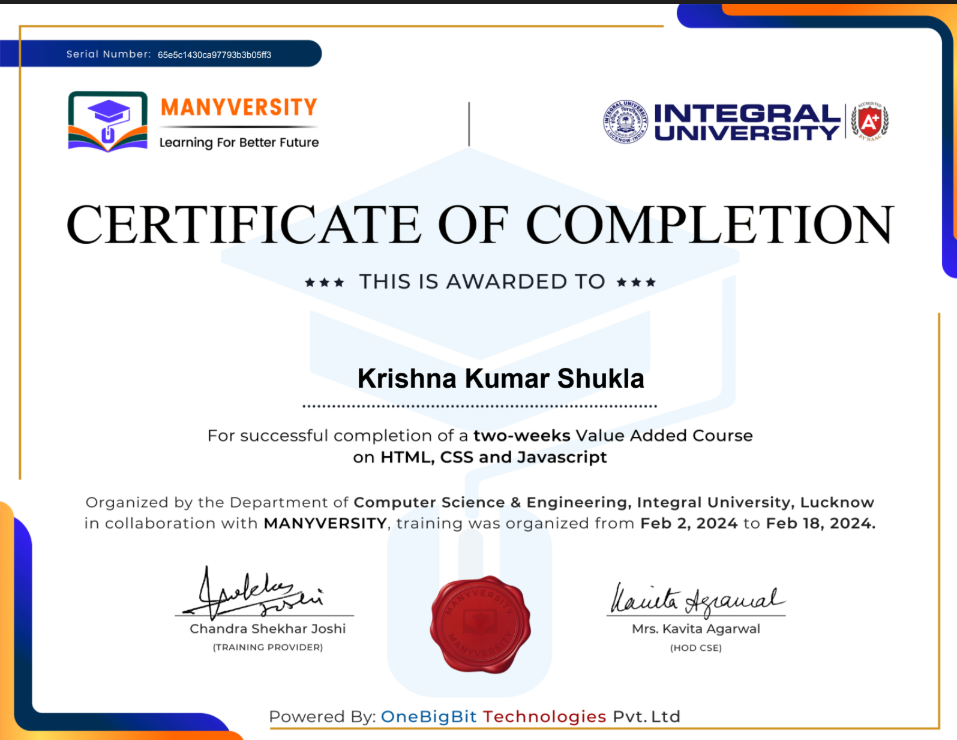 Serial Number: 65e5c1430ca97793b3b05ff3
MANYVERSITY
Learning For Better Future
INTEGRAL
UNIVERSITY
A+
CERTIFICATE OF COMPLETION
THIS IS AWARDED TO
Krishna Kumar Shukla
For successful completion of a two-weeks Value Added Course
on HTML, CSS and Javascript
Organized by the Department of Computer Science & Engineering, Integral University, Lucknow
in collaboration with MANYVERSITY, training was organized from Feb 2, 2024 to Feb 18, 2024.
Chandra Shekhar Joshi
(TRAINING PROVIDER)
MANYVERSITY
MANYVERSITY
Kavita Agrawal
Mrs. Kavita Agarwal
(HOD CSE)
Powered By: OneBigBit Technologies Pvt. Ltd